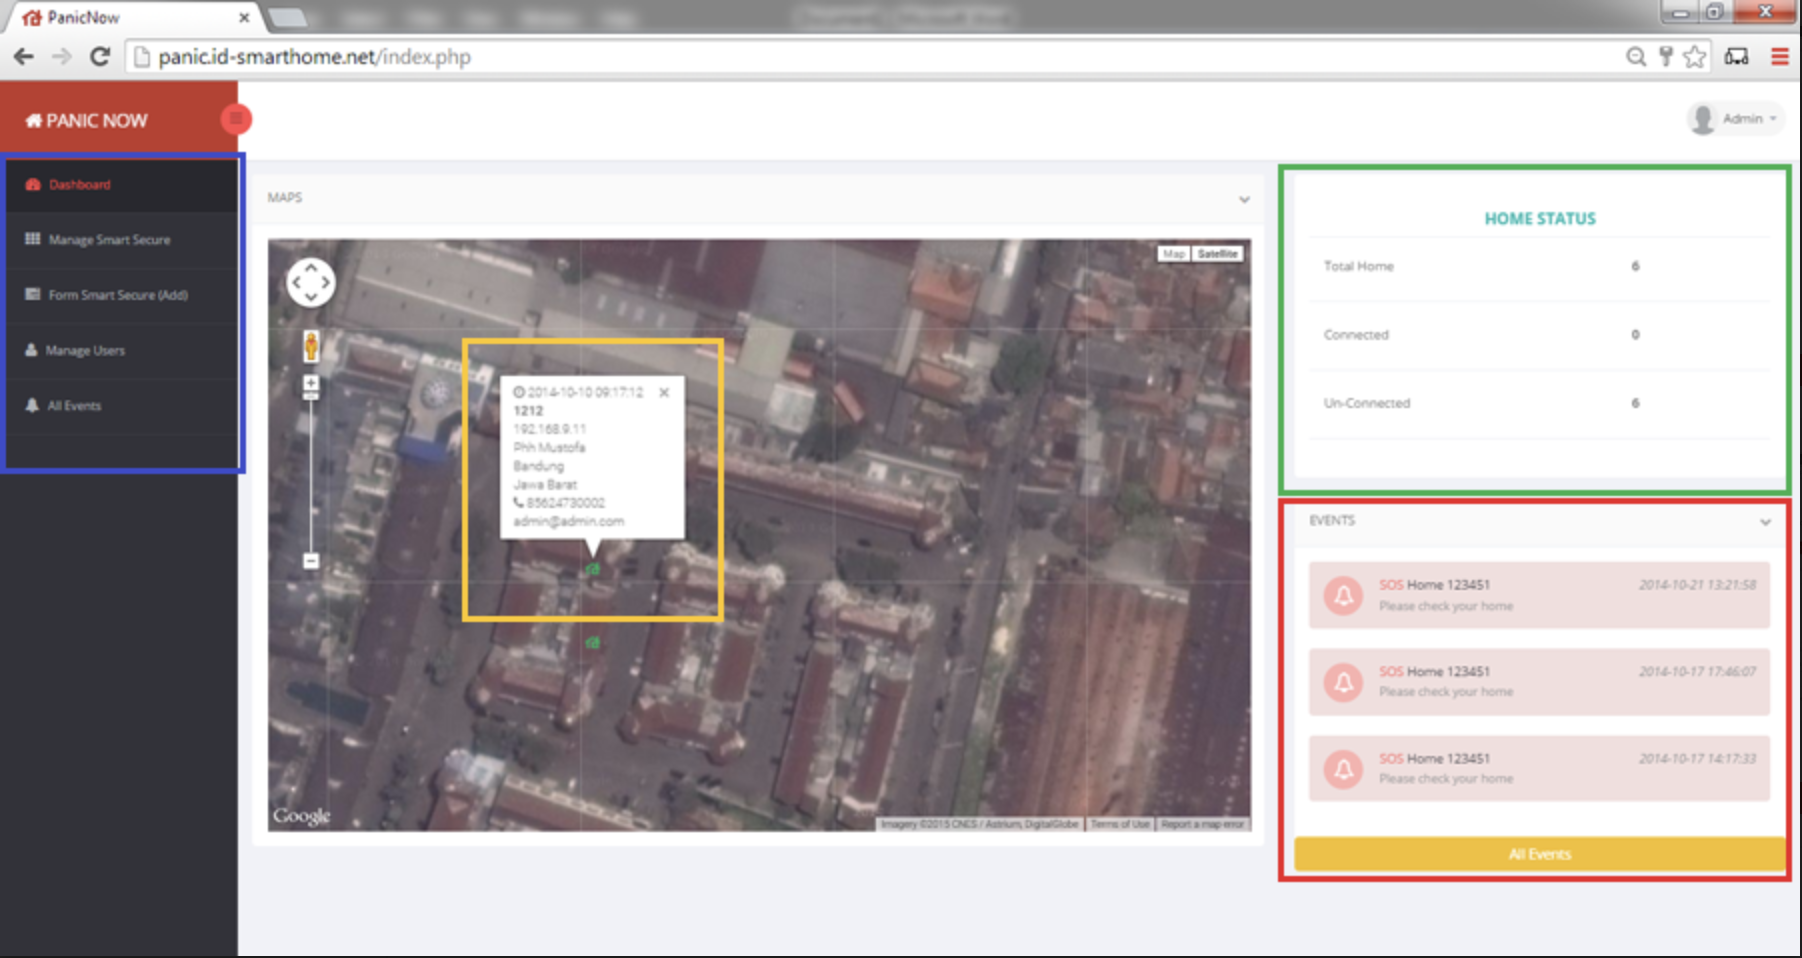 PanicNow
panic.id-smarthome.net/index.php
PANIC NOW
Admin
Dashboard
Manage Smart Secure
Form Smart Secure (Add)
Manage Users
All Events
MAPS
Map Satellite
2014-10-10 09:17:12
1212
192.168.9.11
Phh Mustofa
Bandung
Jawa Barat
85624730002
admin@admin.com
Google
Imagery ©2015 CNES / Astrium, DigitalGlobe Terms of Use Report a map error
HOME STATUS
Total Home 6
Connected 0
Un-Connected 6
EVENTS
SOS Home 123451 2014-10-21 13:21:58
Please check your home
SOS Home 123451 2014-10-17 17:46:07
Please check your home
SOS Home 123451 2014-10-17 14:17:33
Please check your home
All Events